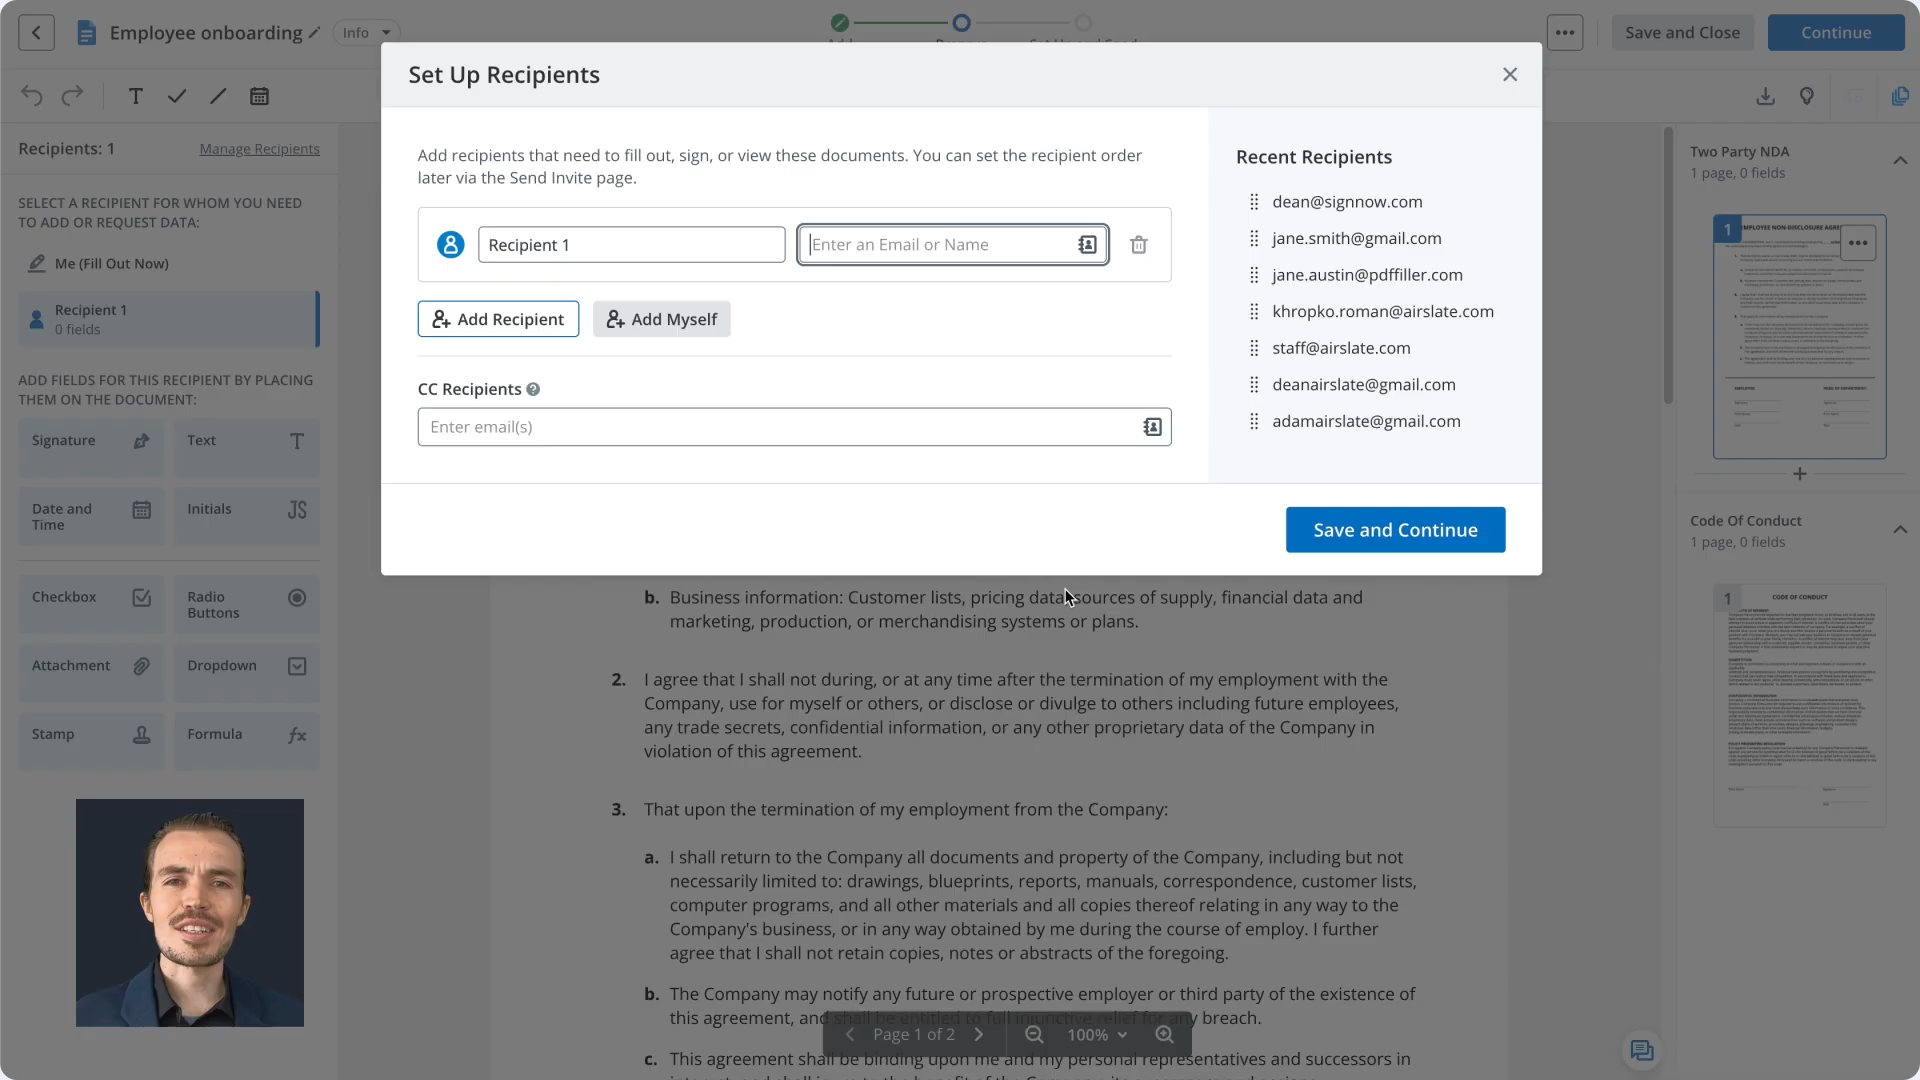 Employee onboarding
Info
Save and Close
Continue
Set Up Recipients
Recipients: 1
Manage Recipients
SELECT A RECIPIENT FOR WHOM YOU NEED
TO ADD OR REQUEST DATA:
Me (Fill Out Now)
Recipient 1
0 fields
ADD FIELDS FOR THIS RECIPIENT BY PLACING
THEM ON THE DOCUMENT:
Signature
Text
Date and
Time
Initials
JS
Checkbox
Radio
Buttons
Attachment
Dropdown
Stamp
Formula
fx
Add recipients that need to fill out, sign, or view these documents. You can set the recipient order
later via the Send Invite page.
Recipient 1
Enter an Email or Name
Add Recipient
Add Myself
CC Recipients
Enter email(s)
Recent Recipients
dean@signnow.com
jane.smith@gmail.com
jane.austin@pdffiller.com
khropko.roman@airslate.com
staff@airslate.com
deanairslate@gmail.com
adamairslate@gmail.com
Save and Continue
b. Business information: Customer lists, pricing data, sources of supply, financial data and
marketing, production, or merchandising systems or plans.
2. I agree that I shall not during, or at any time after the termination of my employment with the
Company, use for myself or others, or disclose or divulge to others including future employees,
any trade secrets, confidential information, or any other proprietary data of the Company in
violation of this agreement.
3. That upon the termination of my employment from the Company:
a. I shall return to the Company all documents and property of the Company, including but not
necessarily limited to: drawings, blueprints, reports, manuals, correspondence, customer lists,
computer programs, and all other materials and all copies thereof relating in any way to the
Company's business, or in any way obtained by me during the course of employ. I further
agree that I shall not retain copies, notes or abstracts of the foregoing.
b. The Company may notify any future or prospective employer or third party of the existence of
this agreement, and shall be entitled to full injunctive relief for any breach.
Page 1 of 2
100%
c. This agreement shall be binding upon me and my personal representatives and successors in
Two Party NDA
1 page, 0 fields
1
EMPLOYEE NON-DISCLOSURE AGRE
Code Of Conduct
1 page, 0 fields
1
CODE OF CONDUCT